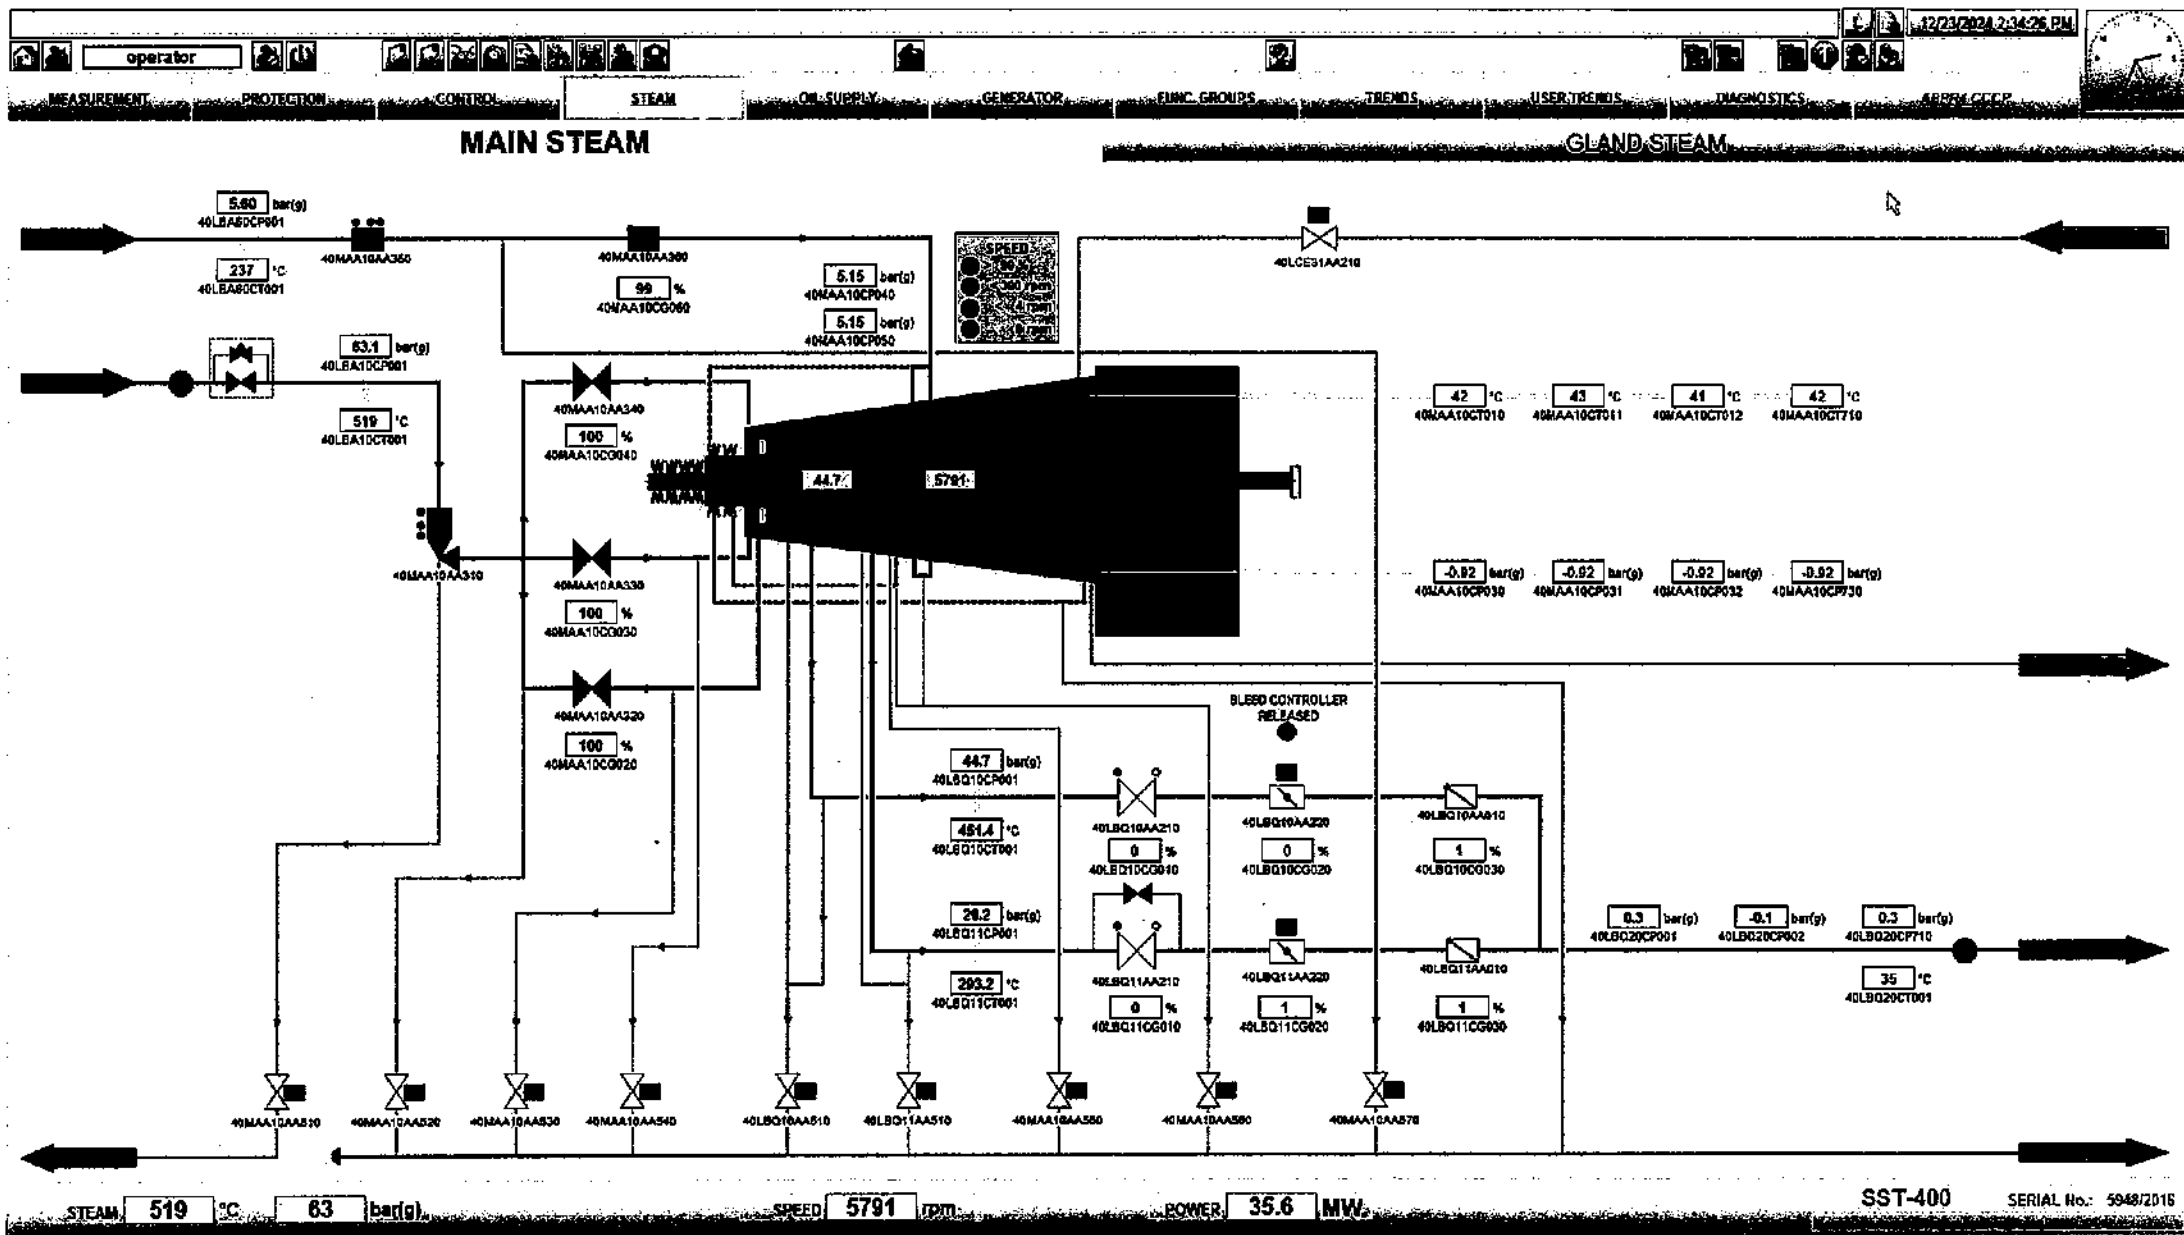 12/23/2024 2:34:26 PM
operator
MEASUREMENT PROTECTION CONTROL STEAM OIL SUPPLY GENERATOR FUNC. GROUPS TRENDS USER TRENDS DIAGNOSTICS
MAIN STEAM GLAND STEAM
5.60 bar(g)
40LBA60CP001
40MAA10AA350
237 °C
40LBA60CT001
40MAA10AA360
99 %
40MAA10CG060
5.15 bar(g)
40MAA10CP040
5.15 bar(g)
40MAA10CP050
SPEED
40LCE31AA210
63.1 bar(g)
40LBA10CP001
519 °C
40LBA10CT001
40MAA10AA340
100 %
40MAA10CG040
44.7 5791
42 °C 43 °C 41 °C 42 °C
40MAA10CT010 40MAA10CT011 40MAA10CT012 40MAA10CT710
40MAA10AA310
40MAA10AA330
100 %
40MAA10CG030
-0.92 bar(g) -0.92 bar(g) -0.92 bar(g) -0.92 bar(g)
40MAA10CP030 40MAA10CP031 40MAA10CP032 40MAA10CP730
40MAA10AA320
100 %
40MAA10CG020
BLEED CONTROLLER
RELEASED
44.7 bar(g)
40LBQ10CP001
451.4 °C
40LBQ10CT001
40LBQ10AA210 40LBQ10AA220 40LBQ10AA010
0 % 0 % 1 %
40LBQ10CG010 40LBQ10CG020 40LBQ10CG030
bar(g)
40LBQ11CP001
293.2 °C
40LBQ11CT001
40LBQ11AA210 40LBQ11AA220 40LBQ11AA010
0 % 1 % 1 %
40LBQ11CG010 40LBQ11CG020 40LBQ11CG030
0.3 bar(g) -0.1 bar(g) 0.3 bar(g)
40LBQ20CP001 40LBQ20CP002 40LBQ20CP710
35 °C
40LBQ20CT001
40MAA10AA510 40MAA10AA520 40MAA10AA530 40MAA10AA540 40LBQ10AA510 40LBQ11AA510 40MAA10AA570
STEAM 519 °C 63 bar(g) SPEED 5791 rpm POWER 35.6 MW SST-400 SERIAL No.: 5948/2016